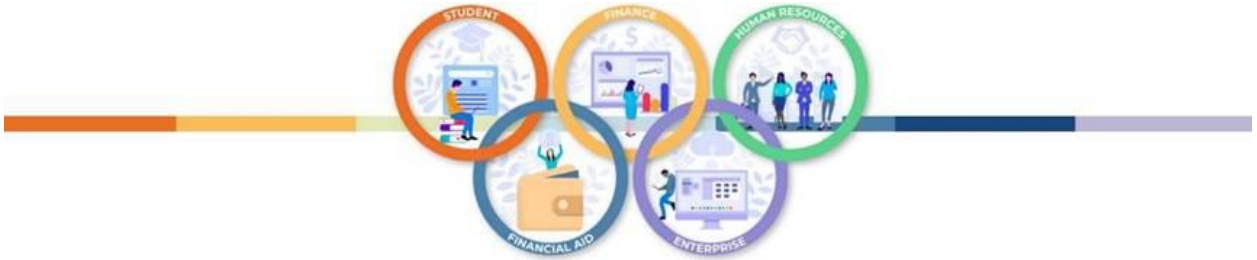 STUDENT
FINANCE
HUMAN RESOURCES
FINANCIAL AID
ENTERPRISE